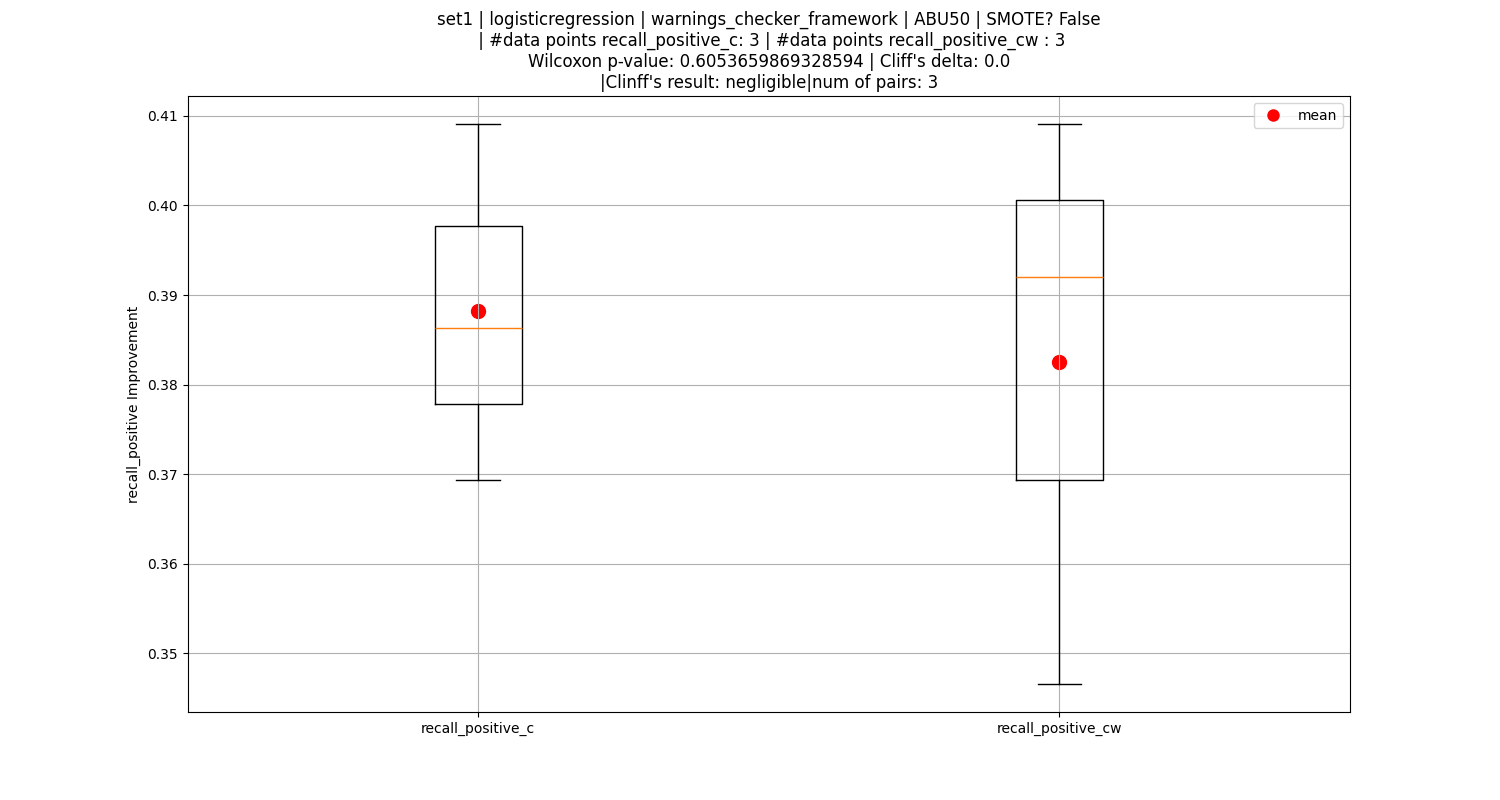 set1 | logisticregression | warnings_checker_framework | ABU50 | SMOTE? False
| #data points recall_positive_c: 3 | #data points recall_positive_cw : 3
Wilcoxon p-value: 0.6053659869328594 | Cliff's delta: 0.0
|Clinff's result: negligible|num of pairs: 3
mean
0.41
0.40
0.39
0.38
0.37
0.36
0.35
recall_positive Improvement
recall_positive_c
recall_positive_cw